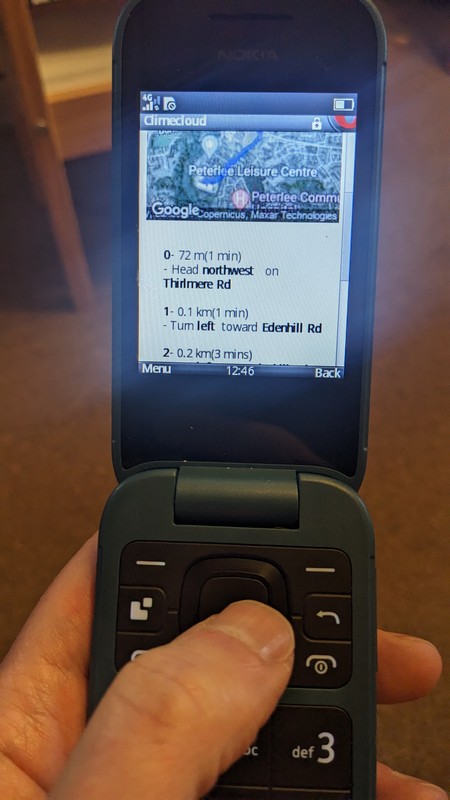 NOKIA
4G
Climecloud
Peterlee Leisure Centre
Peterlee Commu
Google
Copernicus, Maxar Technologies
0- 72 m(1 min)
- Head northwest on
Thirlmere Rd
1- 0.1 km(1 min)
- Turn left toward Edenhill Rd
2- 0.2 km(3 mins)
Menu 12:46 Back
def 3